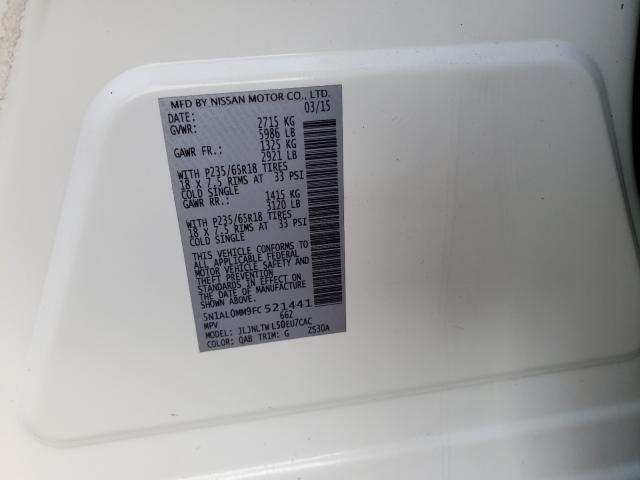 MFD BY NISSAN MOTOR CO., LTD.
DATE: 03/15
GVWR: 2715 KG
5986 LB
GAWR FR.: 1325 KG
2921 LB
WITH P235/65R18 TIRES
18 X 7.5 RIMS AT 33 PSI
COLD SINGLE
GAWR RR.: 1415 KG
3120 LB
WITH P235/65R18 TIRES
18 X 7.5 RIMS AT 33 PSI
COLD SINGLE
THIS VEHICLE CONFORMS TO
ALL APPLICABLE FEDERAL
MOTOR VEHICLE SAFETY AND
THEFT PREVENTION
STANDARDS IN EFFECT ON
THE DATE OF MANUFACTURE
SHOWN ABOVE.
5N1AL0MM9FC521441
MPV 662
MODEL: JLJNLTWL50EU7CAC
COLOR: QAB TRIM: G ZS30A